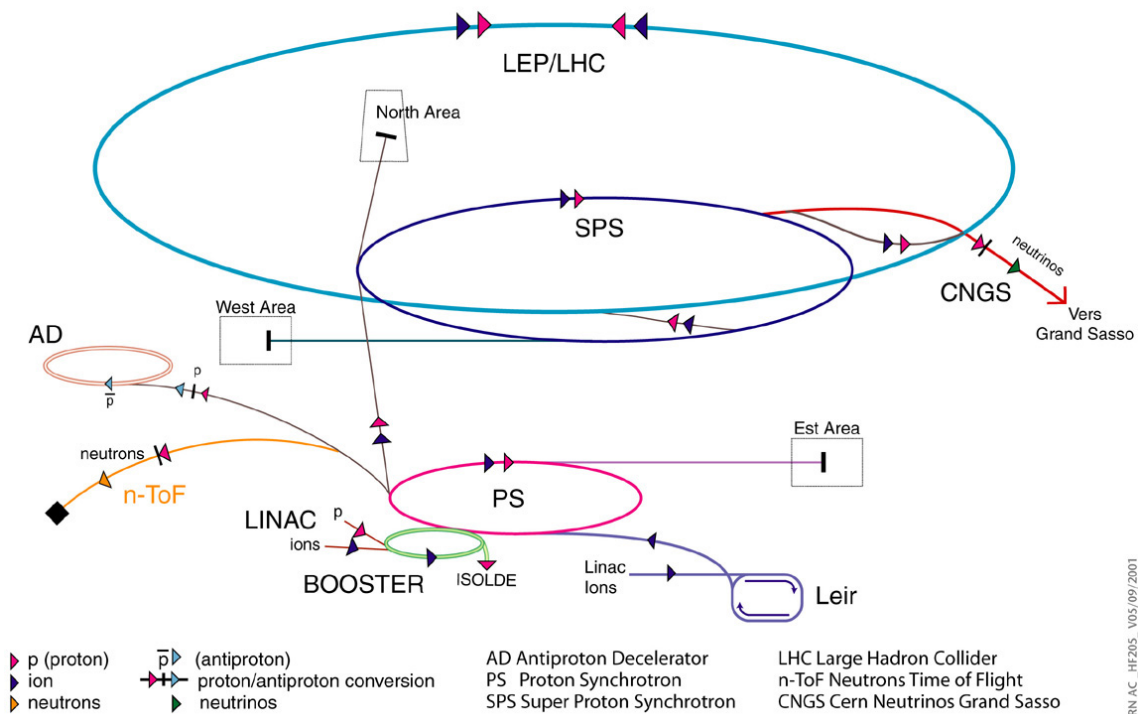 LEP/LHC
North Area
SPS
neutrinos
CNGS
Vers
Grand Sasso
West Area
AD
p
p̅
neutrons
n-ToF
Est Area
PS
LINAC
p
ions
BOOSTER
ISOLDE
Linac
Ions
Leir
p (proton)
ion
neutrons
p̅ (antiproton)
proton/antiproton conversion
neutrinos
AD Antiproton Decelerator
PS Proton Synchrotron
SPS Super Proton Synchrotron
LHC Large Hadron Collider
n-ToF Neutrons Time of Flight
CNGS Cern Neutrinos Grand Sasso
RN AC_HF205_V05/09/2001